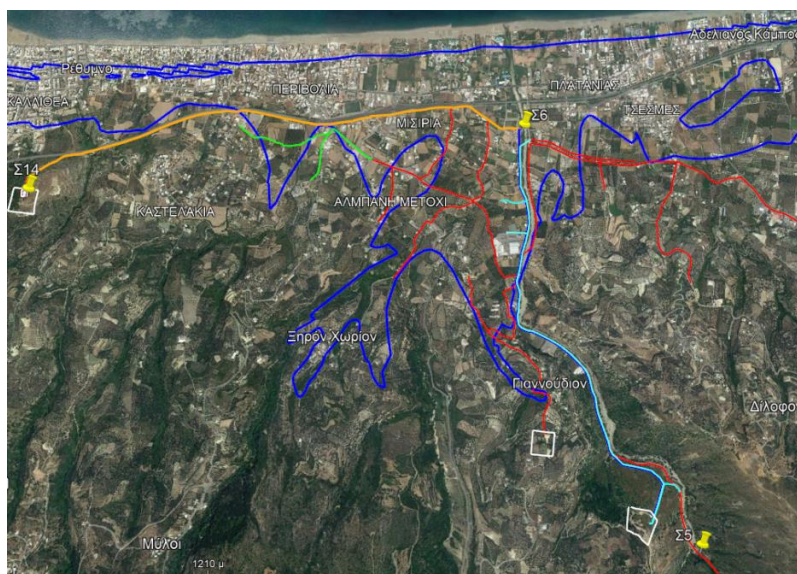 Αδελιανός Κάμπος
Ρέθυμνο
ΠΕΡΙΒΟΛΙΑ
ΠΛΑΤΑΝΙΑΣ
ΚΑΛΛΙΘΕΑ
ΤΣΕΣΜΕΣ
Σ6
ΜΙΣΙΡΙΑ
Σ14
ΚΑΣΤΕΛΑΚΙΑ
ΑΛΜΠΑΝΗ ΜΕΤΟΧΙ
Ξηρόν Χωρίον
Γιαννούδιον
Δίλοφο
Σ5
Μύλοι
1210 μ